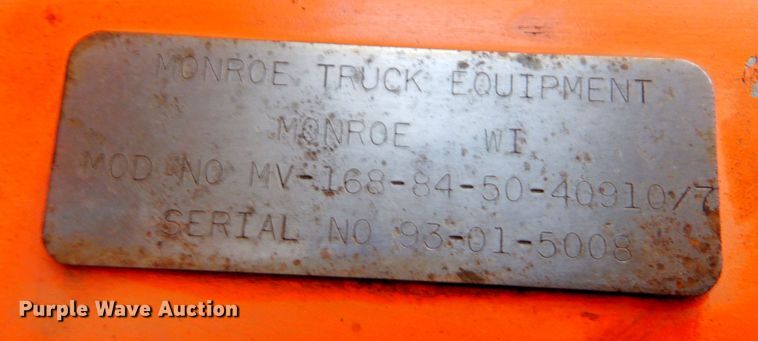 MONROE TRUCK EQUIPMENT
MONROE WI
MOD NO MV-168-84-50-40910/7
SERIAL NO 93-01-5008
Purple Wave Auction